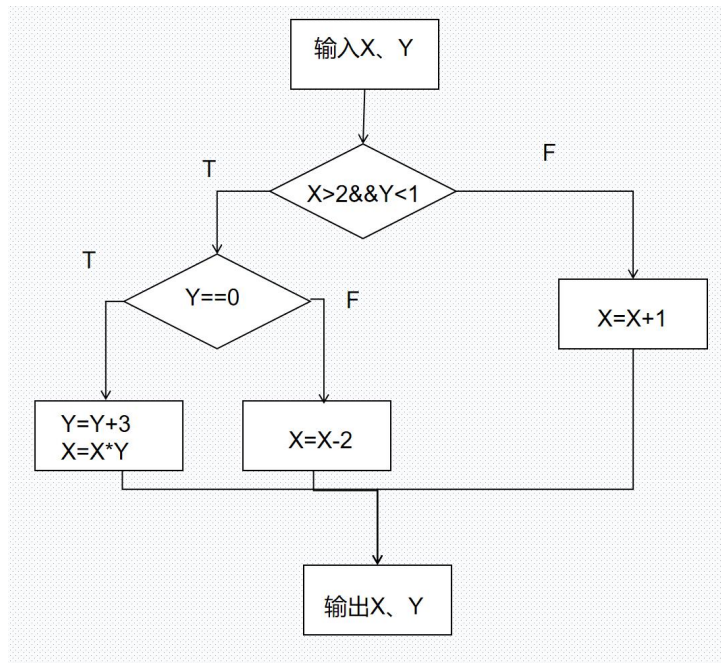 输入X、Y
T
F
X>2&&Y<1
T
Y==0
F
X=X+1
Y=Y+3
X=X*Y
X=X-2
输出X、Y